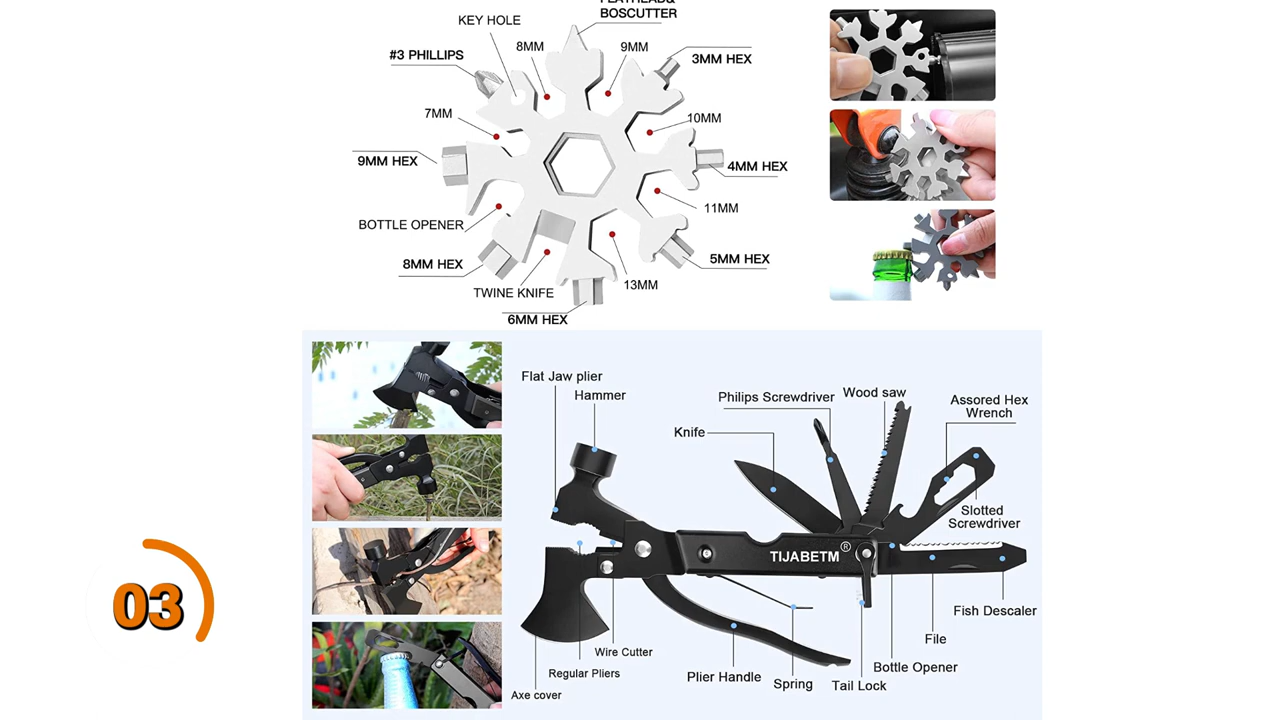 FLATHEAD&
BOSCUTTER
KEY HOLE
8MM
9MM
#3 PHILLIPS
3MM HEX
7MM
10MM
9MM HEX
4MM HEX
11MM
BOTTLE OPENER
8MM HEX
5MM HEX
TWINE KNIFE
13MM
6MM HEX
Flat Jaw plier
Hammer
Philips Screwdriver
Wood saw
Assored Hex
Wrench
Knife
Slotted
Screwdriver
TIJABETM®
03
Fish Descaler
File
Wire Cutter
Bottle Opener
Regular Pliers
Plier Handle
Spring
Tail Lock
Axe cover